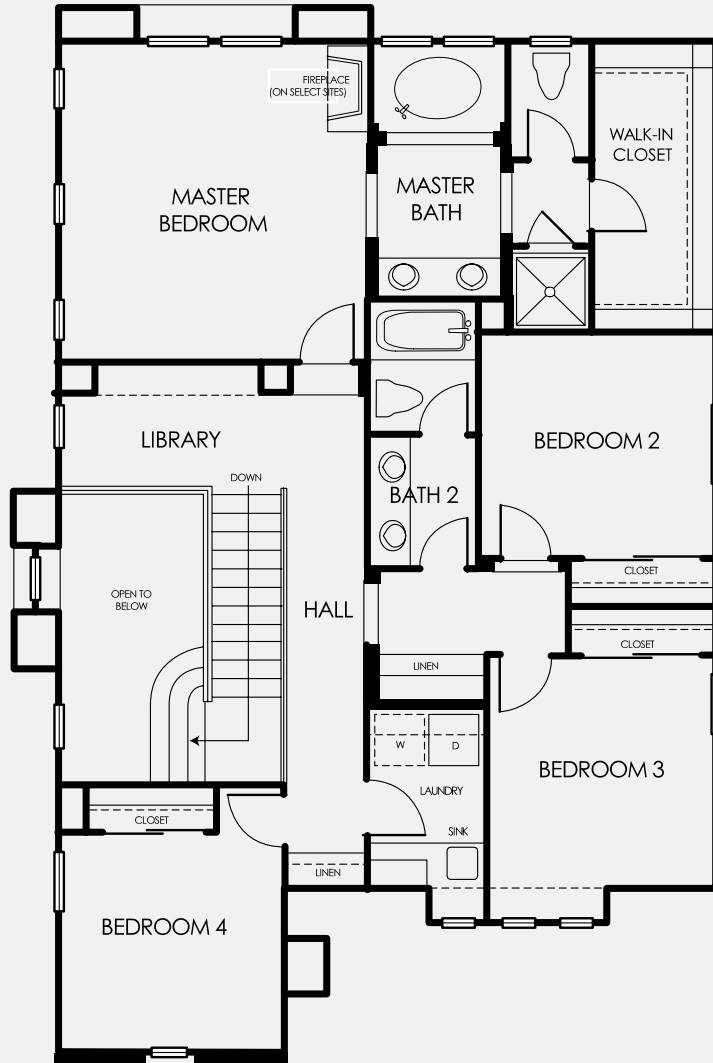 FIREPLACE
(ON SELECT SITES)
WALK-IN
CLOSET
MASTER
BEDROOM
MASTER
BATH
LIBRARY
BEDROOM 2
DOWN
BATH 2
CLOSET
OPEN TO
BELOW
HALL
CLOSET
LINEN
W
D
BEDROOM 3
LAUNDRY
CLOSET
SINK
LINEN
BEDROOM 4